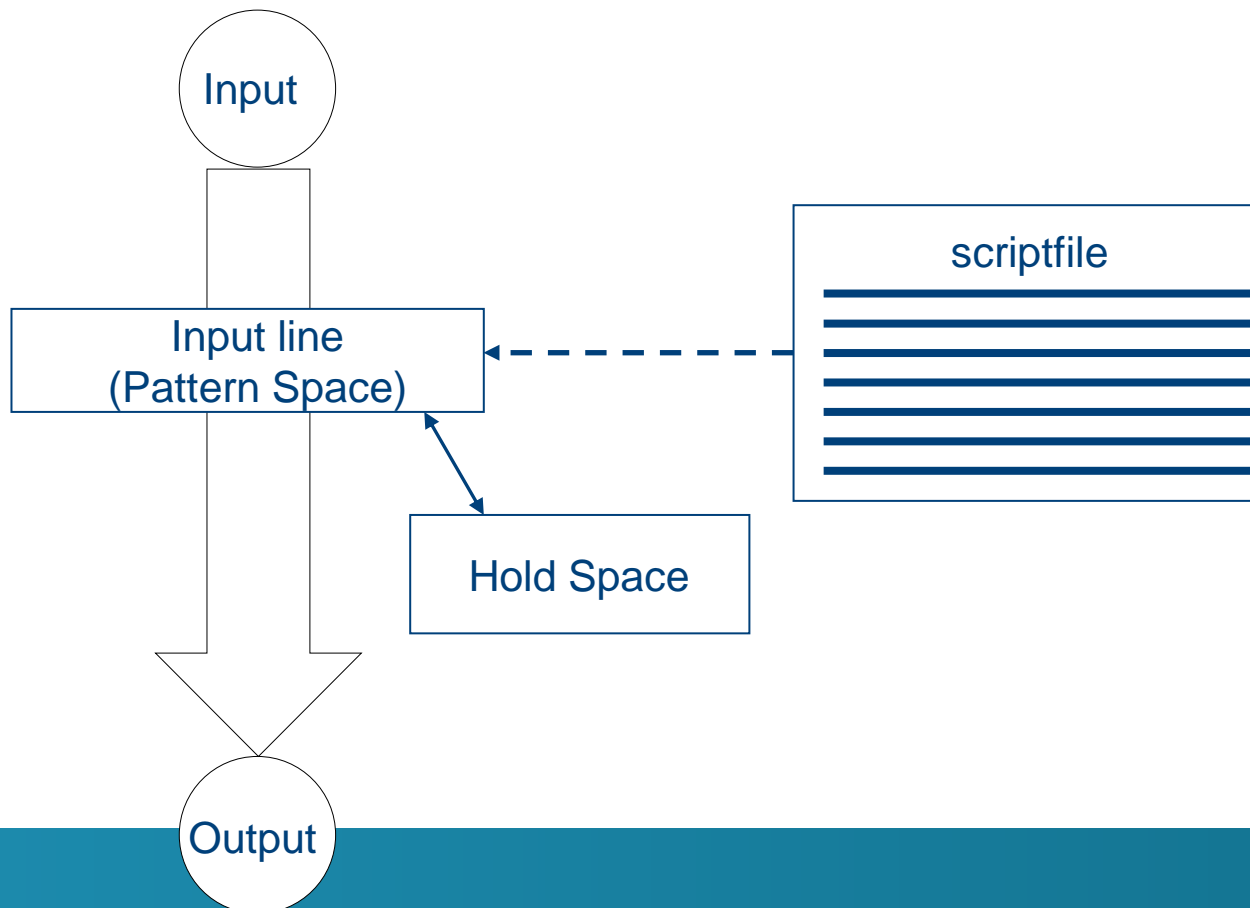 Input
scriptfile
Input line
(Pattern Space)
Hold Space
Output